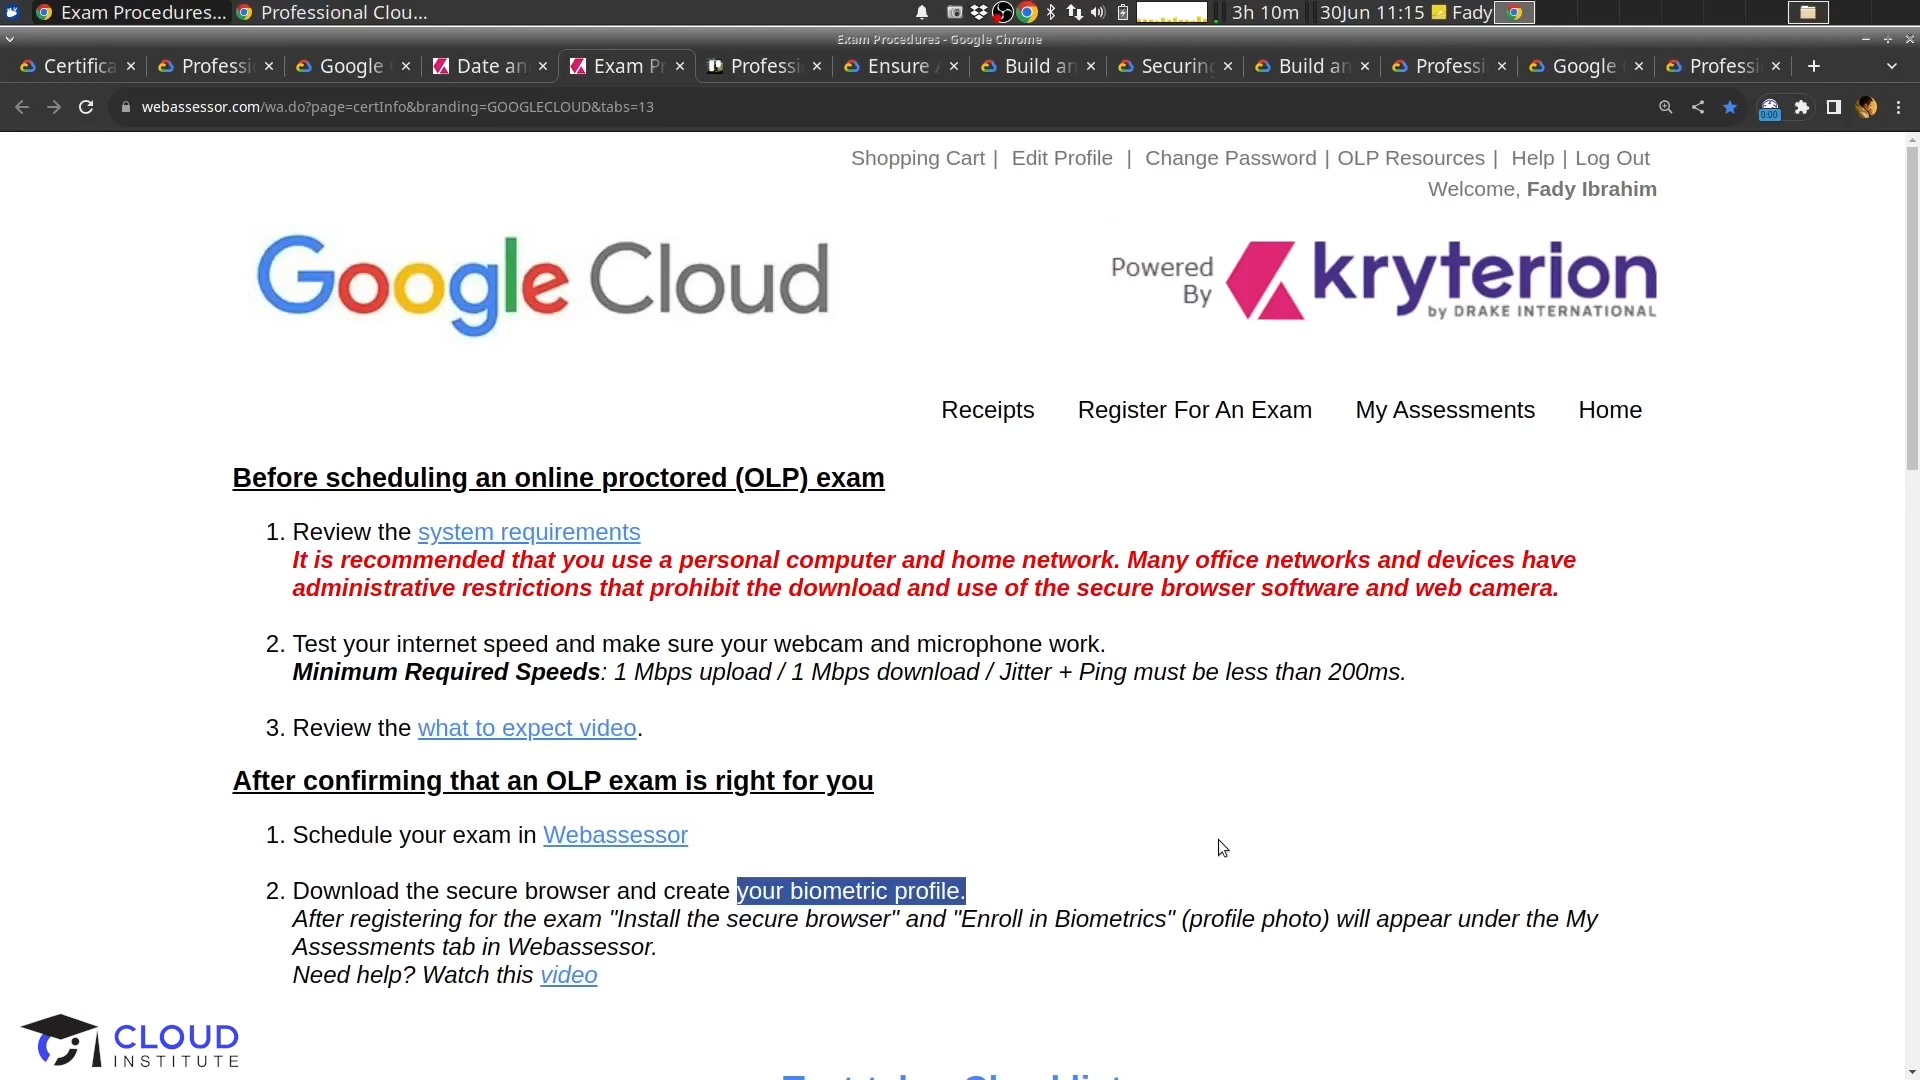 Exam Procedures...
Professional Clou...
3h 10m
30Jun 11:15
Fady
Exam Procedures - Google Chrome
Certifica
Professi
Google
Date an
Exam Pr
Professi
Ensure
Build an
Securing
Build an
Professi
Google
Professi
webassessor.com/wa.do?page=certInfo&branding=GOOGLECLOUD&tabs=13
0:00
Shopping Cart | Edit Profile | Change Password | OLP Resources | Help | Log Out
Welcome, Fady Ibrahim
Google Cloud
Powered By
kryterion
by DRAKE INTERNATIONAL
Receipts Register For An Exam My Assessments Home
Before scheduling an online proctored (OLP) exam
1. Review the system requirements
It is recommended that you use a personal computer and home network. Many office networks and devices have
administrative restrictions that prohibit the download and use of the secure browser software and web camera.
2. Test your internet speed and make sure your webcam and microphone work.
Minimum Required Speeds: 1 Mbps upload / 1 Mbps download / Jitter + Ping must be less than 200ms.
3. Review the what to expect video.
After confirming that an OLP exam is right for you
1. Schedule your exam in Webassessor
2. Download the secure browser and create your biometric profile.
After registering for the exam "Install the secure browser" and "Enroll in Biometrics" (profile photo) will appear under the My
Assessments tab in Webassessor.
Need help? Watch this video
CLOUD
INSTITUTE